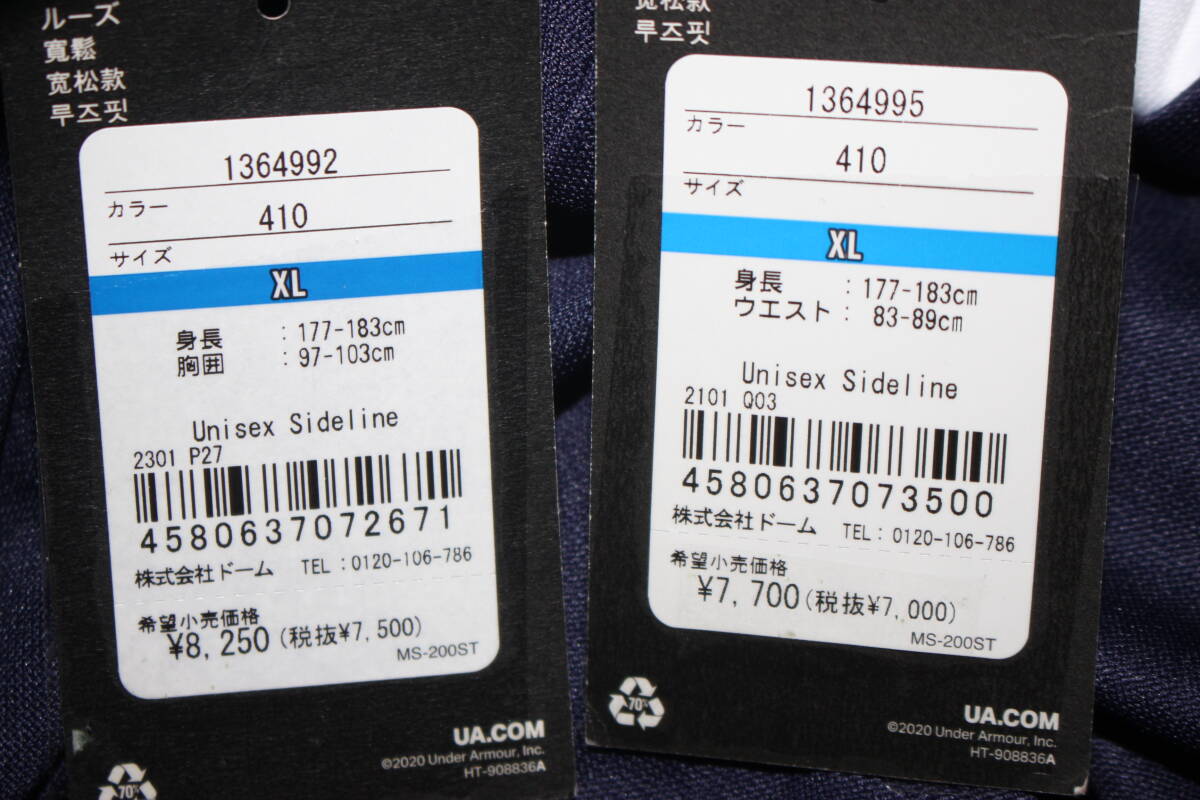 ルーズ
寬鬆
宽松款
루즈핏
1364992
カラー
410
サイズ
XL
身長 : 177-183cm
胸囲 : 97-103cm
Unisex Sideline
2301 P27
4580637072671
株式会社ドーム TEL:0120-106-786
希望小売価格
¥8,250(税抜¥7,500)
MS-200ST
UA.COM
©2020 Under Armour, Inc.
HT-908836A
70%
宽松款
루즈핏
1364995
カラー
410
サイズ
XL
身長 : 177-183cm
ウエスト : 83-89cm
Unisex Sideline
2101 Q03
4580637073500
株式会社ドーム TEL:0120-106-786
希望小売価格
¥7,700(税抜¥7,000)
MS-200ST
70%
UA.COM
©2020 Under Armour, Inc.
HT-908836A